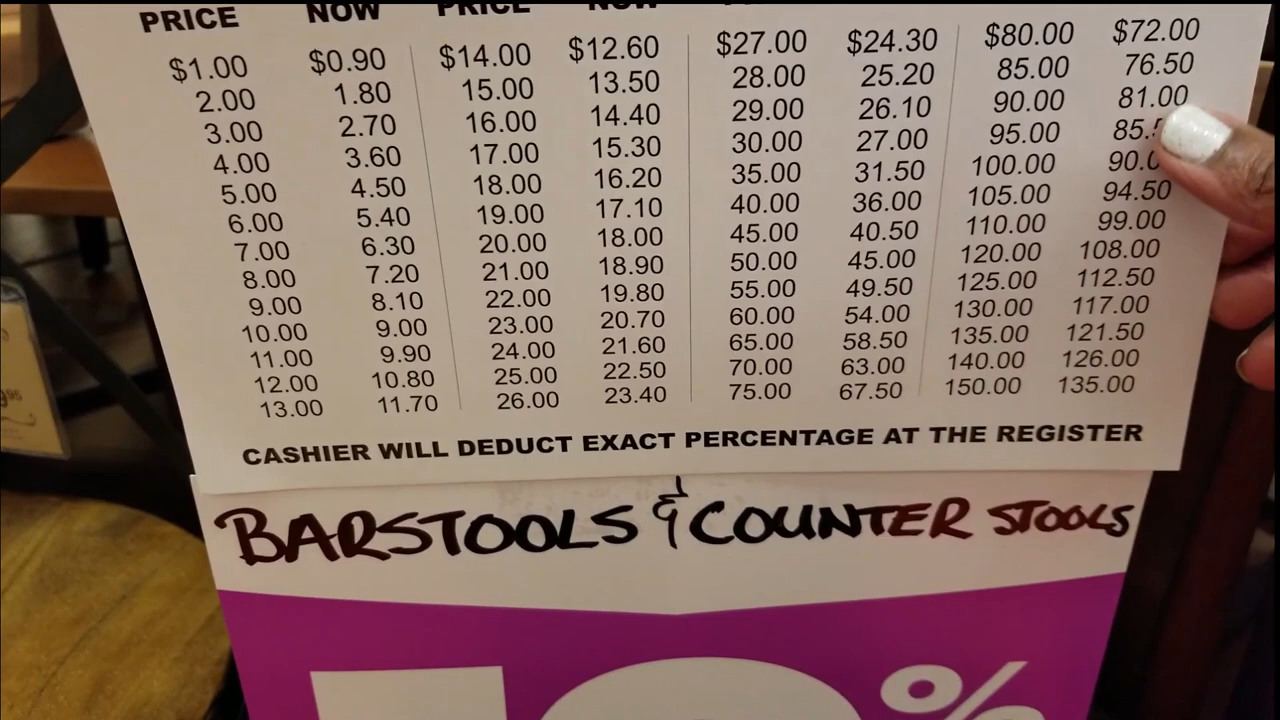 PRICE NOW PRICE NOW
$1.00 $0.90 $14.00 $12.60 $27.00 $24.30 $80.00 $72.00
2.00 1.80 15.00 13.50 28.00 25.20 85.00 76.50
3.00 2.70 16.00 14.40 29.00 26.10 90.00 81.00
4.00 3.60 17.00 15.30 30.00 27.00 95.00
5.00 4.50 18.00 16.20 35.00 31.50 100.00
6.00 5.40 19.00 17.10 40.00 36.00 105.00 94.50
7.00 6.30 20.00 18.00 45.00 40.50 110.00 99.00
8.00 7.20 21.00 18.90 50.00 45.00 120.00 108.00
9.00 8.10 22.00 19.80 55.00 49.50 125.00 112.50
10.00 9.00 23.00 20.70 60.00 54.00 130.00 117.00
11.00 9.90 24.00 21.60 65.00 58.50 135.00 121.50
12.00 10.80 25.00 22.50 70.00 63.00 140.00 126.00
13.00 11.70 26.00 23.40 75.00 67.50 150.00 135.00
CASHIER WILL DEDUCT EXACT PERCENTAGE AT THE REGISTER
BARSTOOLS & COUNTER STOOLS
10%